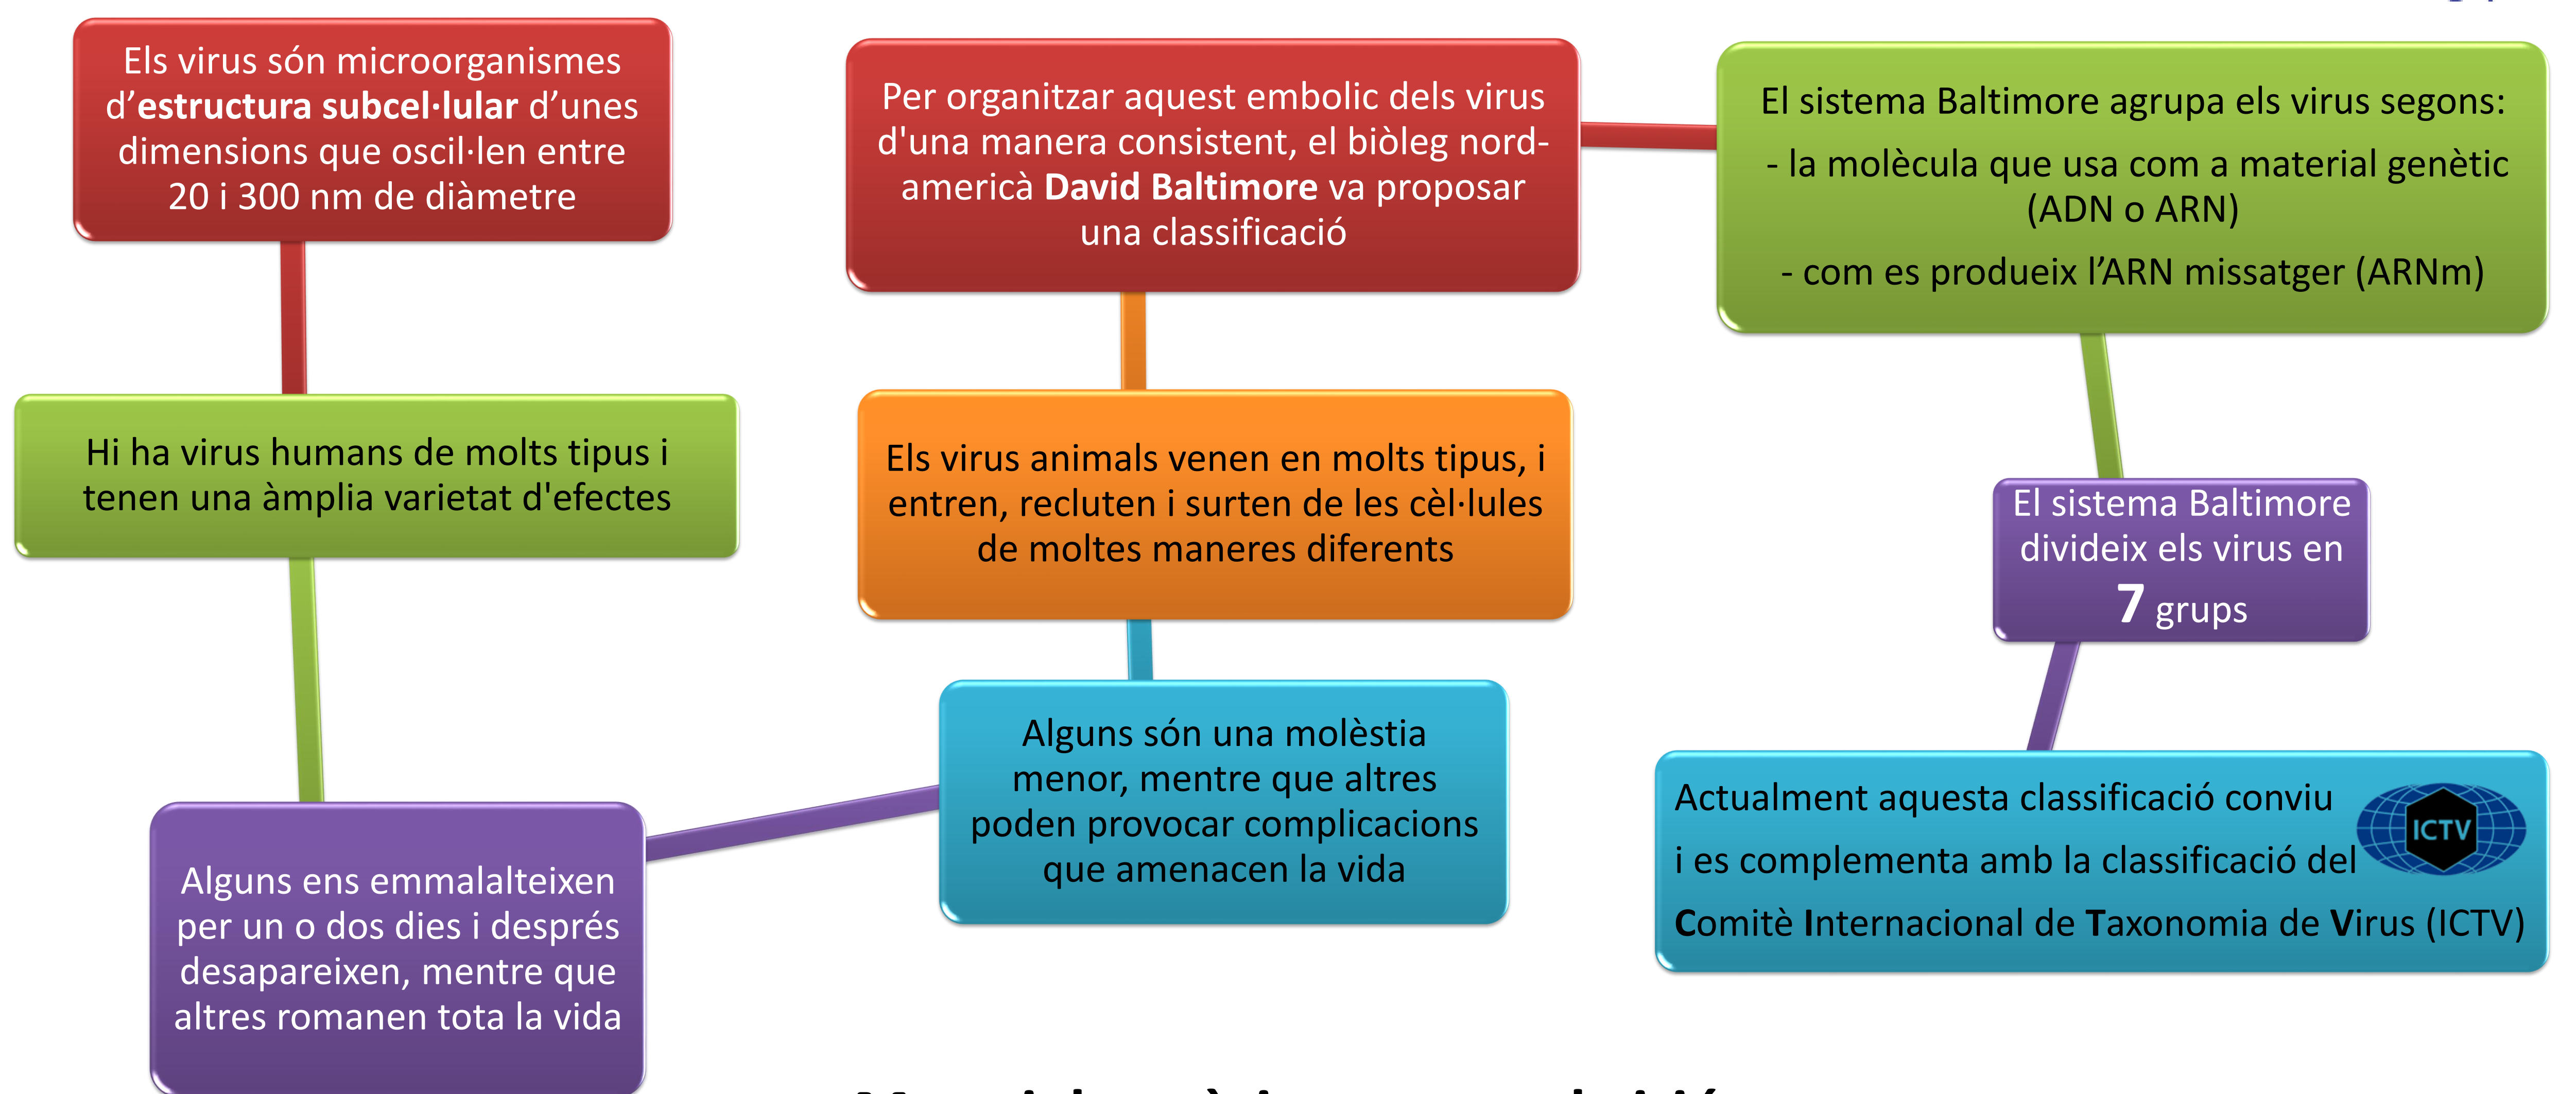 Els virus són microorganismes
d’estructura subcel·lular d’unes
dimensions que oscil·len entre
20 i 300 nm de diàmetre
Hi ha virus humans de molts tipus i
tenen una àmplia varietat d'efectes
Alguns ens emmalalteixen
per un o dos dies i després
desapareixen, mentre que
altres romanen tota la vida
Alguns són una molèstia
menor, mentre que altres
poden provocar complicacions
que amenacen la vida
Els virus animals venen en molts tipus, i
entren, recluten i surten de les cèl·lules
de moltes maneres diferents
Per organitzar aquest embolic dels virus
d'una manera consistent, el biòleg nord-
americà David Baltimore va proposar
una classificació
El sistema Baltimore agrupa els virus segons:
- la molècula que usa com a material genètic
(ADN o ARN)
- com es produeix l’ARN missatger (ARNm)
El sistema Baltimore
divideix els virus en
7 grups
Actualment aquesta classificació conviu
i es complementa amb la classificació del
Comitè Internacional de Taxonomia de Virus (ICTV)
ICTV